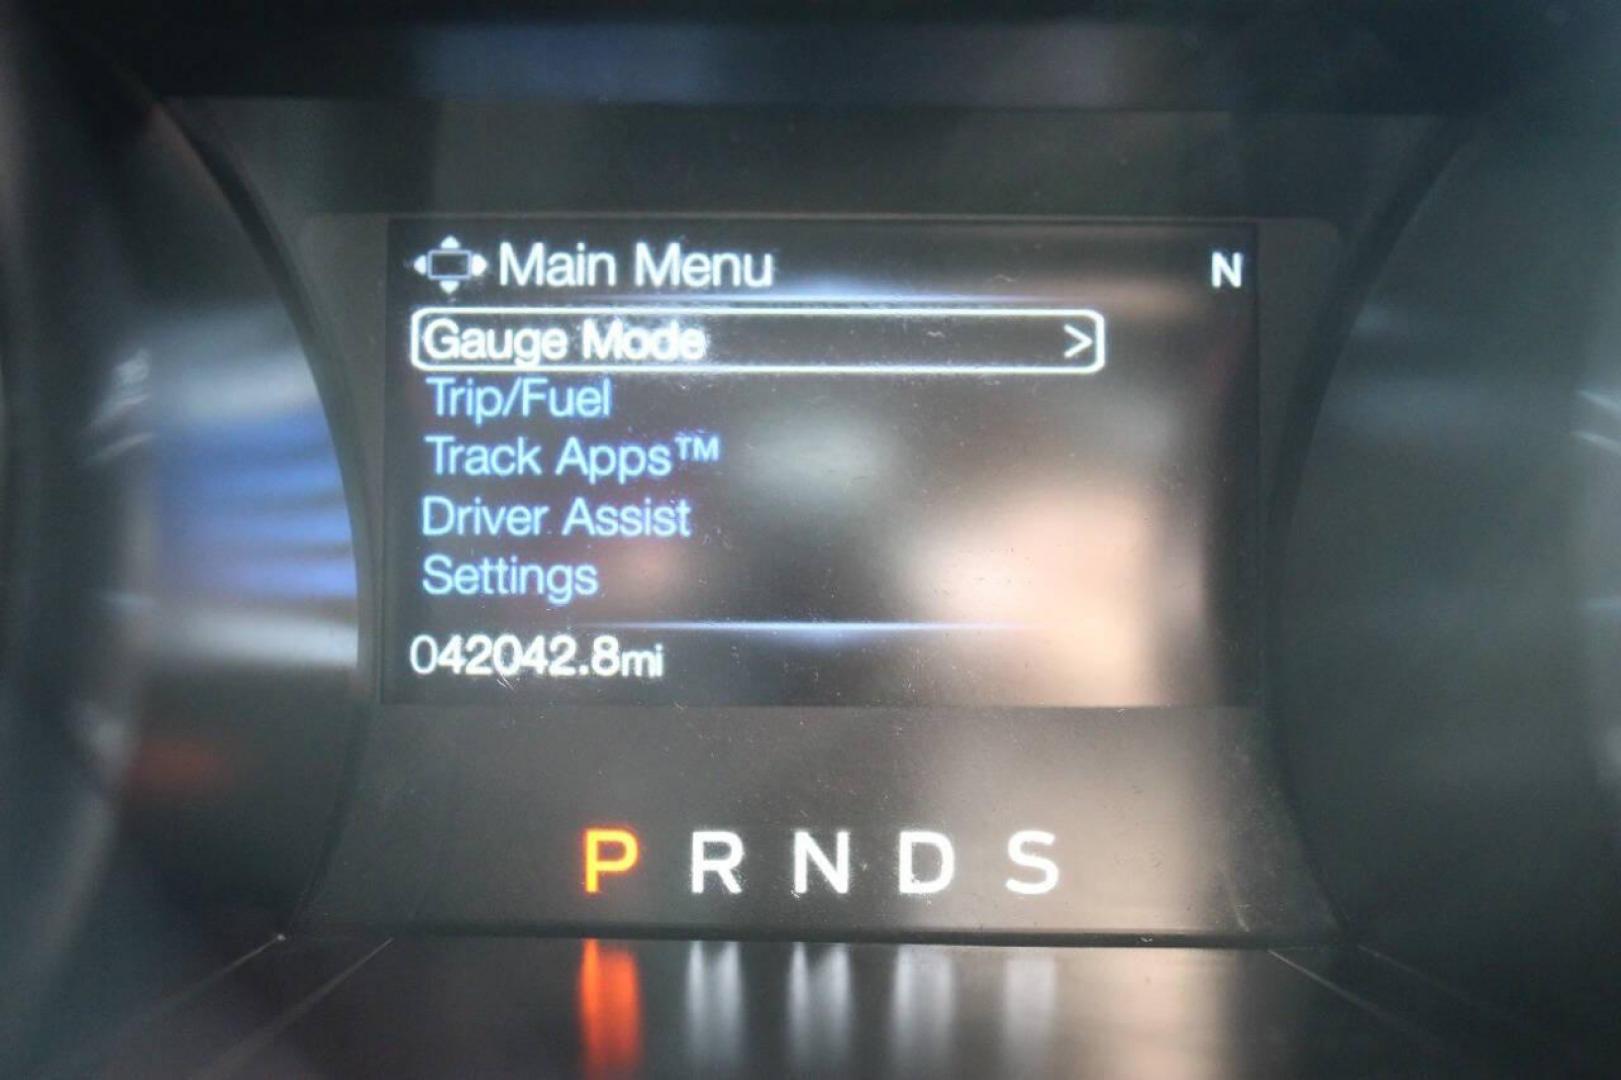 Main Menu N
Gauge Mode >
Trip/Fuel
Track Apps™
Driver Assist
Settings
042042.8mi
P R N D S